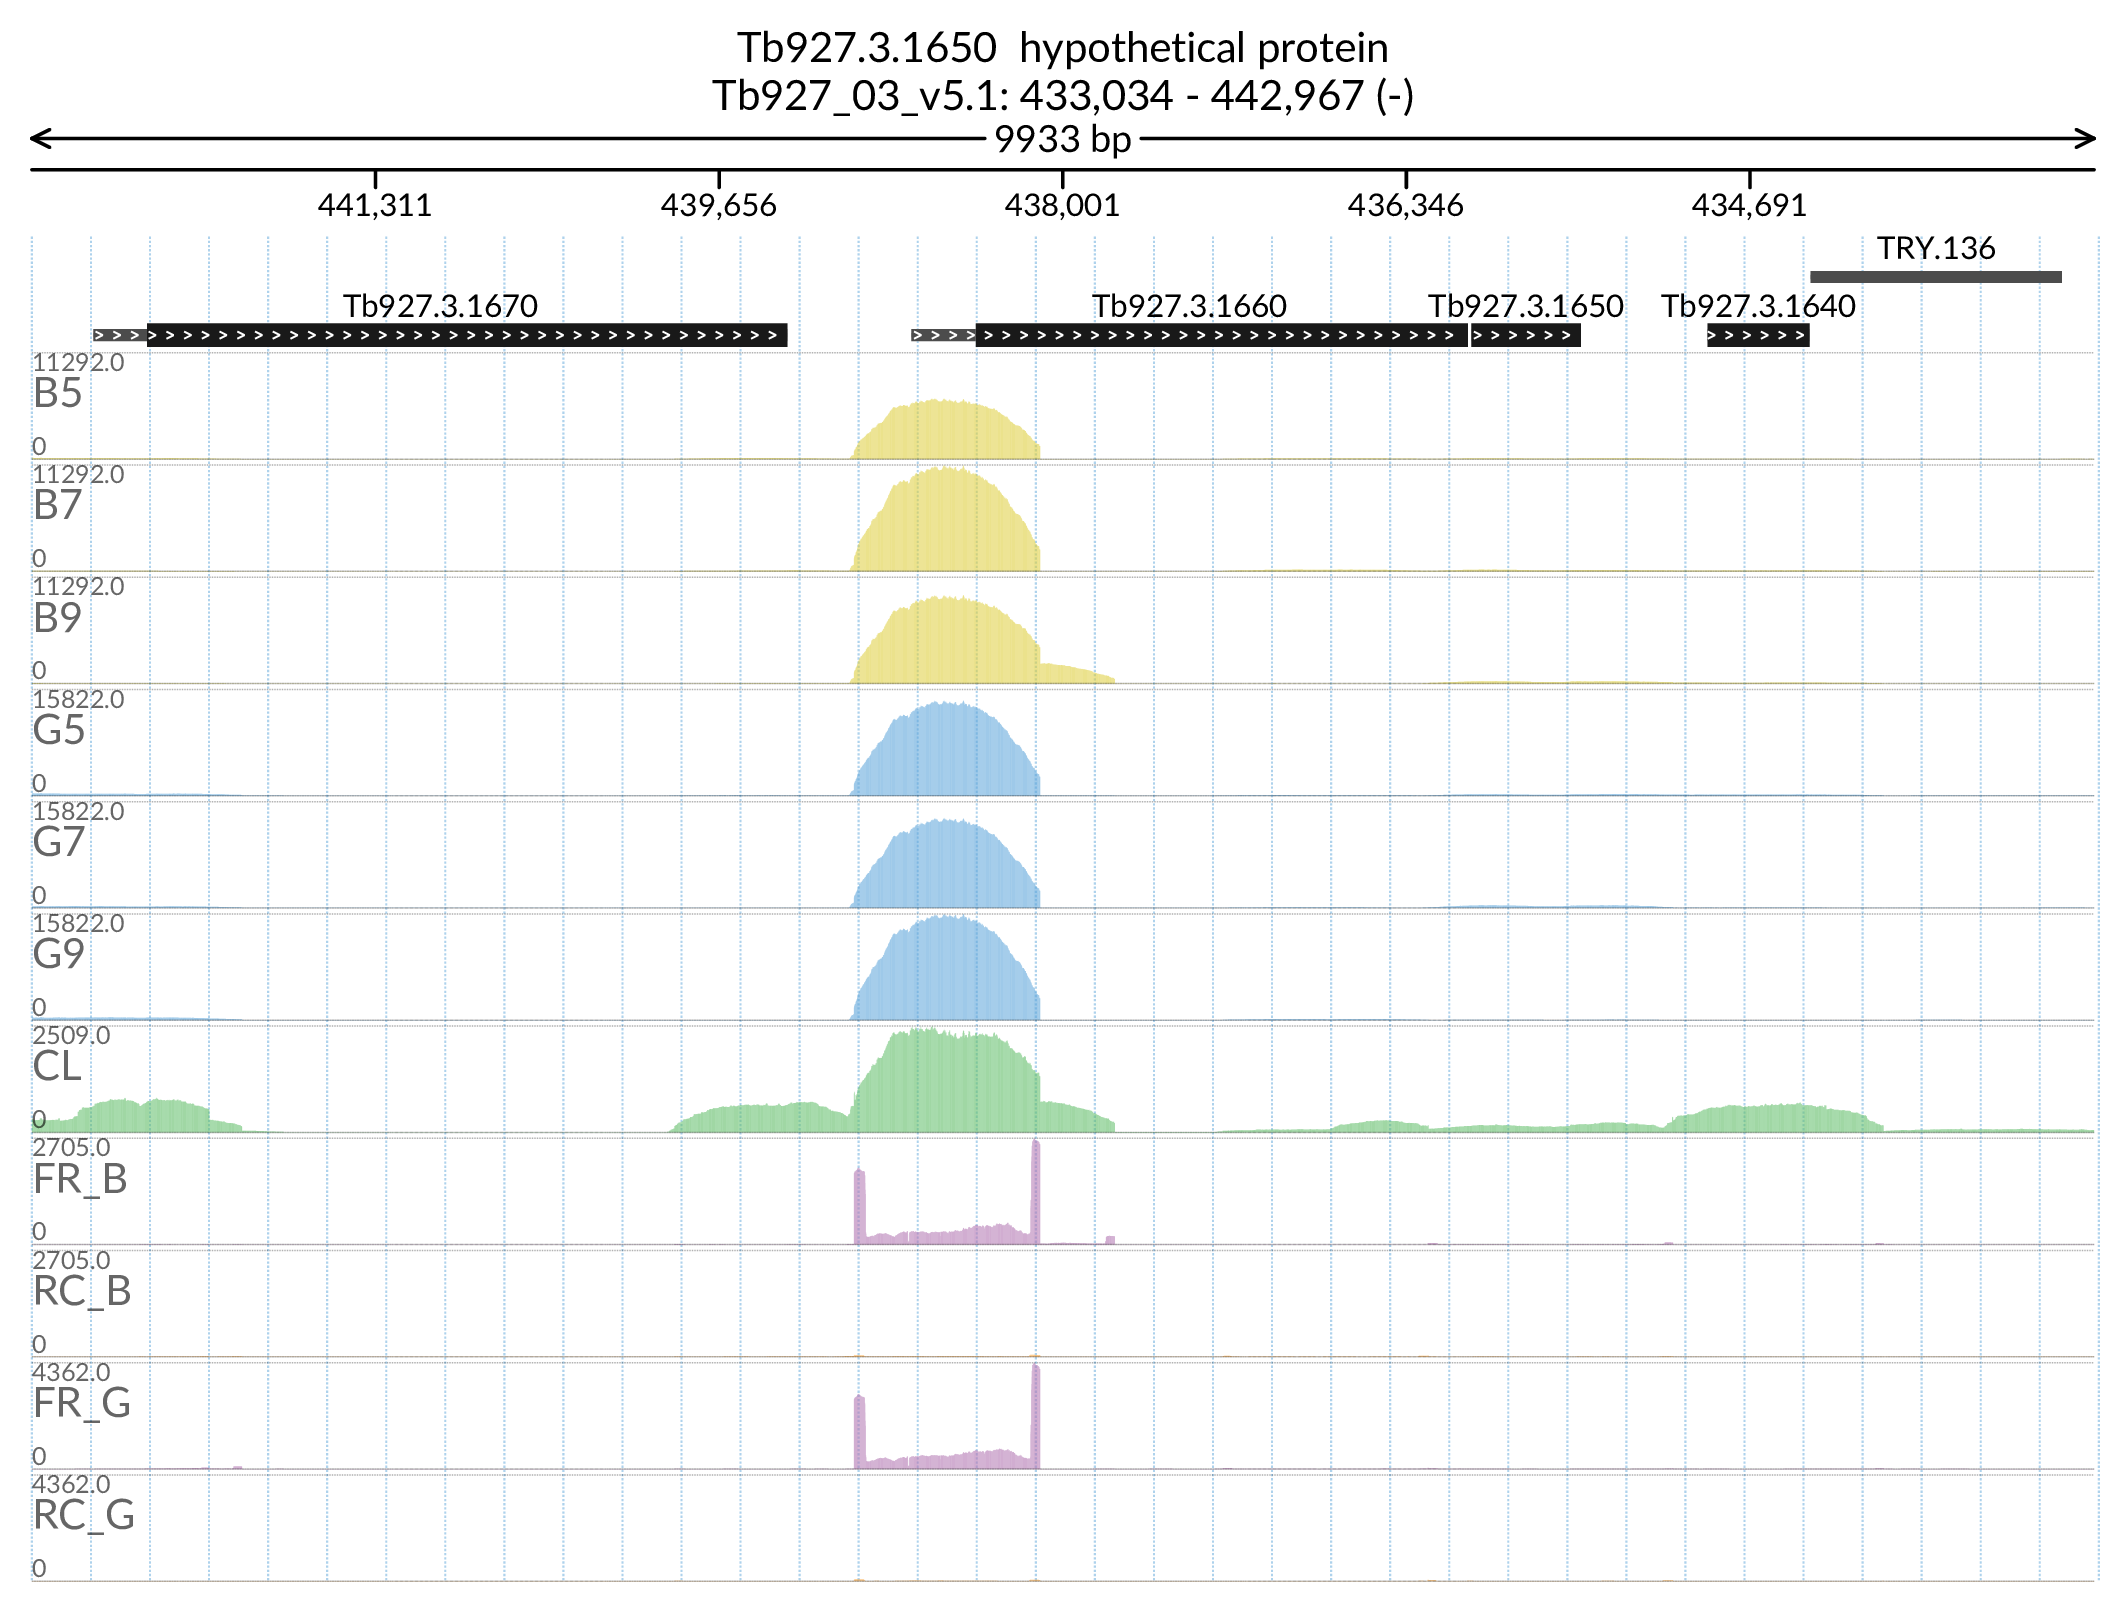 Tb927.3.1650  hypothetical protein
Tb927_03_v5.1: 433,034 - 442,967 (-)
9933 bp
441,311 439,656 438,001 436,346 434,691
TRY.136
Tb927.3.1670 Tb927.3.1660 Tb927.3.1650 Tb927.3.1640
11292.0
B5
0
11292.0
B7
0
11292.0
B9
0
15822.0
G5
0
15822.0
G7
0
15822.0
G9
0
2509.0
CL
0
2705.0
FR_B
0
2705.0
RC_B
0
4362.0
FR_G
0
4362.0
RC_G
0